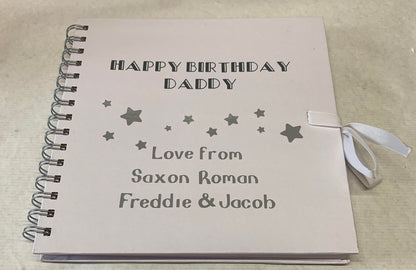 HAPPY BIRTHDAY
DADDY
Love from
Saxon Roman
Freddie & Jacob